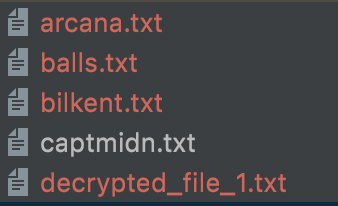 arcana.txt
balls.txt
bilkent.txt
captmidn.txt
decrypted_file_1.txt